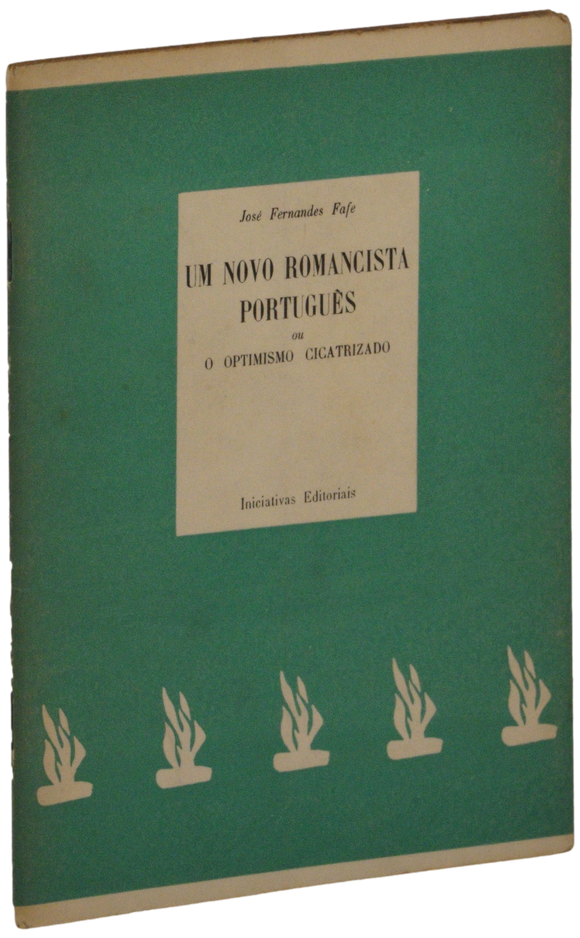 José Fernandes Fafe
UM NOVO ROMANCISTA
PORTUGUÊS
ou
O OPTIMISMO CICATRIZADO
Iniciativas Editoriais